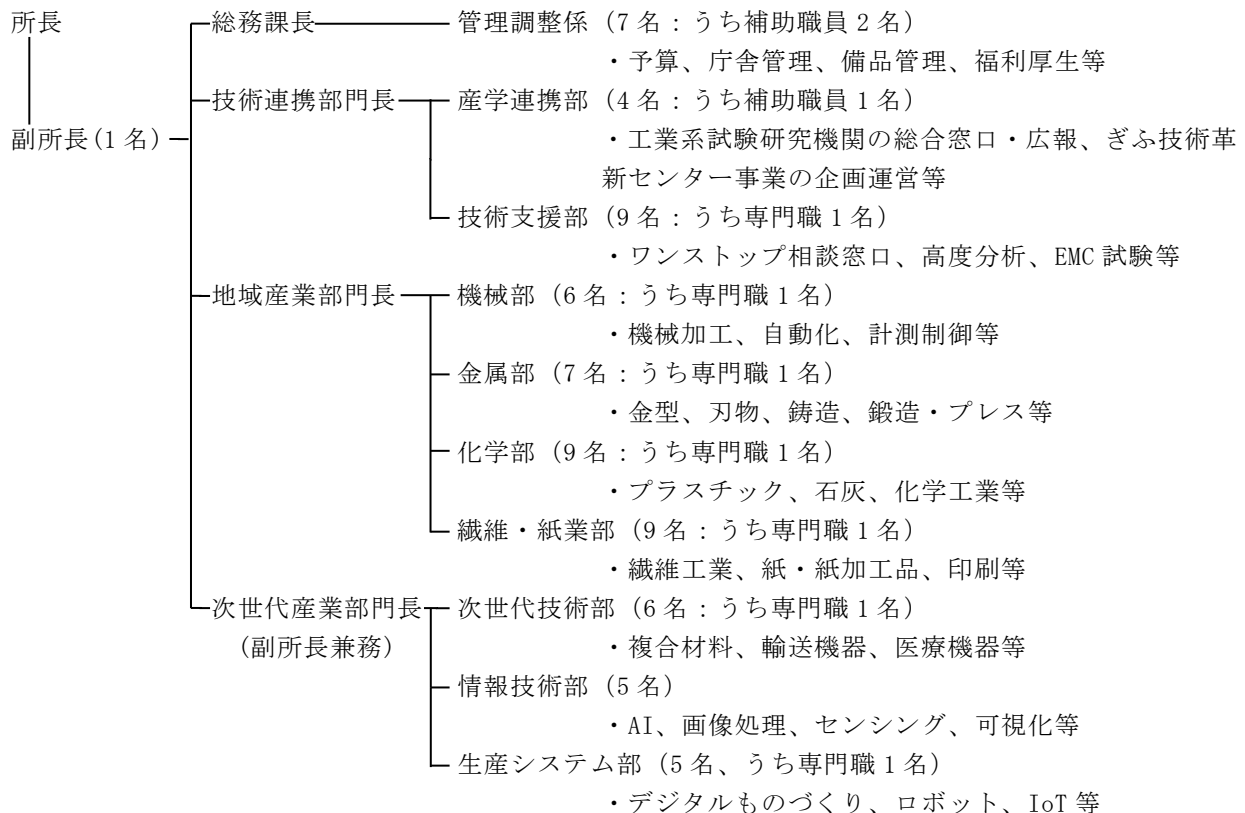 所長
総務課長
管理調整係（7名：うち補助職員2名）
・予算、庁舎管理、備品管理、福利厚生等
技術連携部門長
産学連携部（4名：うち補助職員1名）
副所長(1名)
・工業系試験研究機関の総合窓口・広報、ぎふ技術革
新センター事業の企画運営等
技術支援部（9名：うち専門職1名）
・ワンストップ相談窓口、高度分析、EMC試験等
地域産業部門長
機械部（6名：うち専門職1名）
・機械加工、自動化、計測制御等
金属部（7名：うち専門職1名）
・金型、刃物、鋳造、鍛造・プレス等
化学部（9名：うち専門職1名）
・プラスチック、石灰、化学工業等
繊維・紙業部（9名：うち専門職1名）
・繊維工業、紙・紙加工品、印刷等
次世代産業部門長
次世代技術部（6名：うち専門職1名）
(副所長兼務)
・複合材料、輸送機器、医療機器等
情報技術部（5名）
・AI、画像処理、センシング、可視化等
生産システム部（5名、うち専門職1名）
・デジタルものづくり、ロボット、IoT等